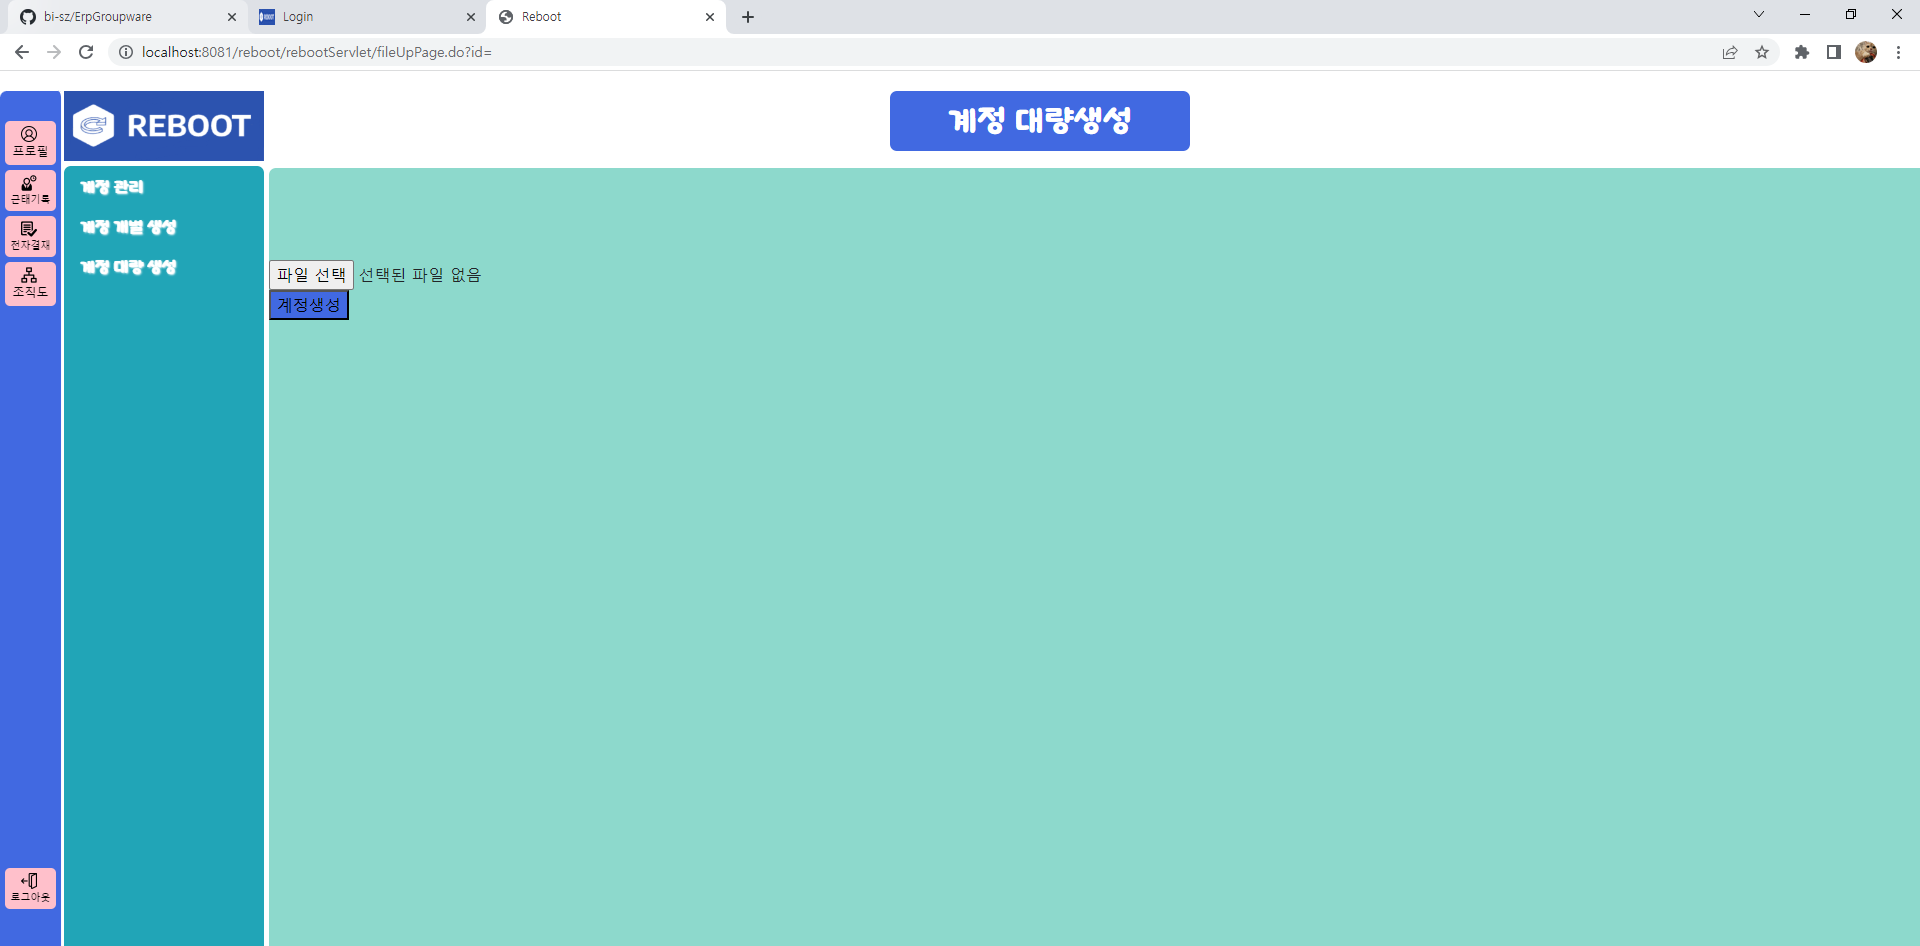 bi-sz/ErpGroupware
Login
Reboot
localhost:8081/reboot/rebootServlet/fileUpPage.do?id=
REBOOT
계정 대량생성
프로필
근태기록
전자결재
조직도
로그아웃
계정 관리
계정 개별 생성
계정 대량 생성
파일 선택 선택된 파일 없음
계정생성